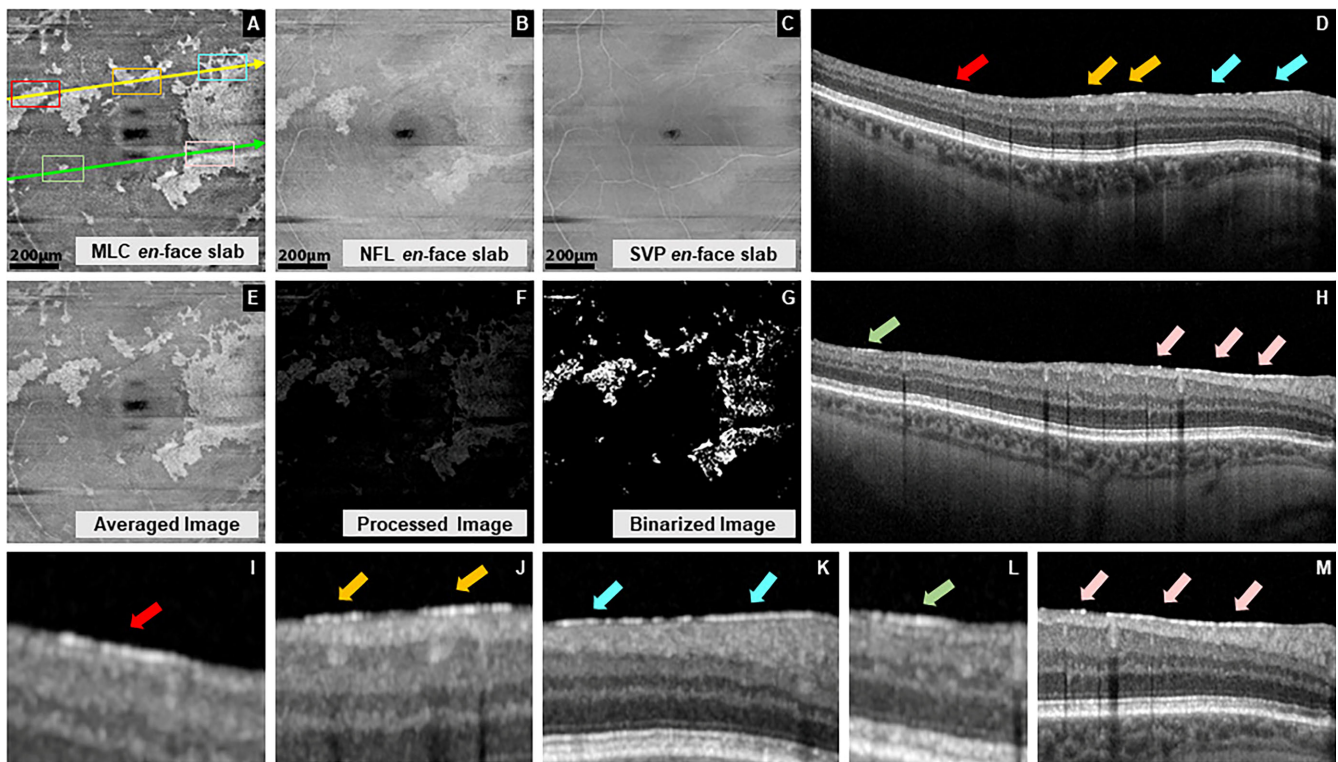 A
B
C
D
200µm
MLC en-face slab
200µm
NFL en-face slab
200µm
SVP en-face slab
E
F
G
H
Averaged Image
Processed Image
Binarized Image
I
J
K
L
M